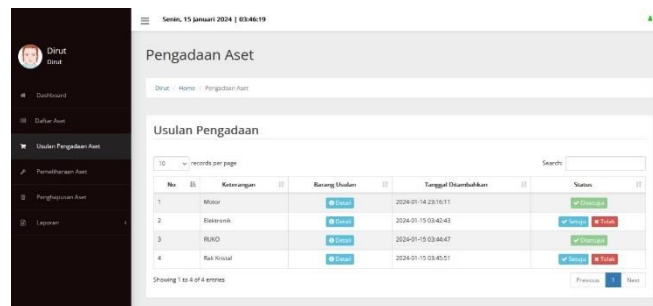 Senin, 15 Januari 2024 | 03:46:19
Dirut
Dirut
Dashboard
Daftar Aset
Usulan Pengadaan Aset
Pemeliharaan Aset
Penghapusan Aset
Laporan
Pengadaan Aset
Dirut / Home / Pengadaan Aset
Usulan Pengadaan
10 records per page
Search:
No Keterangan Barang Usulan Tanggal Ditambahkan Status
1 Motor Detail 2024-01-14 23:16:11 Disetujui
2 Elektronik Detail 2024-01-15 03:42:43 Setuju Tolak
3 RUKO Detail 2024-01-15 03:44:47 Disetujui
4 Rak Kristal Detail 2024-01-15 03:45:51 Setuju Tolak
Showing 1 to 4 of 4 entries
Previous 1 Next